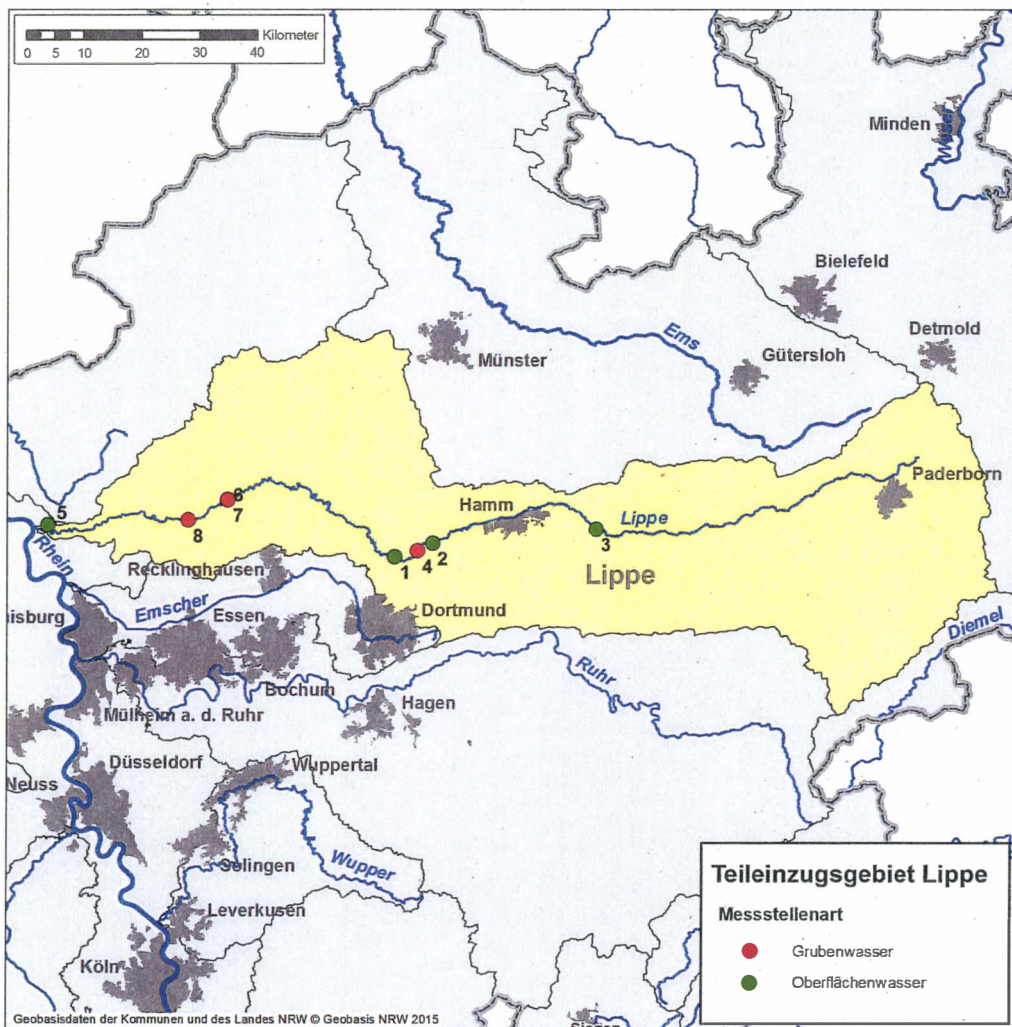 Kilometer
0 5 10 20 30 40
Minden
Weser
Bielefeld
Detmold
Gütersloh
Ems
Münster
Paderborn
Hamm
Lippe
Lippe
5
6
7
8
1
4
2
3
Rhein
Recklinghausen
Emscher
Essen
isburg
Dortmund
Diemel
Ruhr
Bochum
Hagen
Mülheim a. d. Ruhr
Düsseldorf
Neuss
Wuppertal
Solingen
Wupper
Leverkusen
Köln
Siegen
Teileinzugsgebiet Lippe
Messstellenart
Grubenwasser
Oberflächenwasser
Geobasisdaten der Kommunen und des Landes NRW © Geobasis NRW 2015